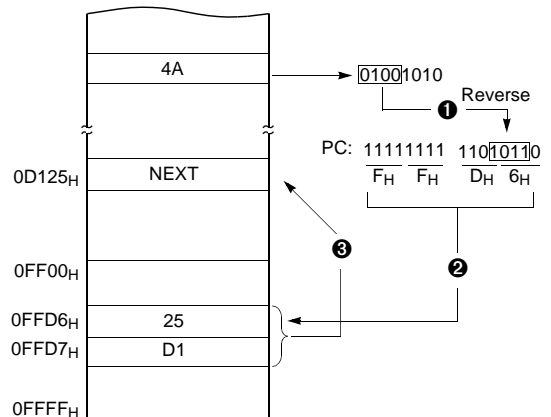 4A
01001010
❶ Reverse
PC: 11111111 11010110
FH FH DH 6H
0D125H NEXT
❸
❷
0FF00H
0FFD6H 25
0FFD7H D1
0FFFFH